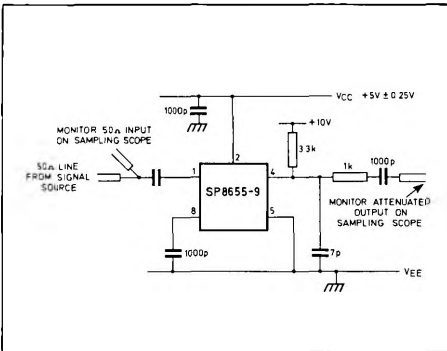 VCC +5V ± 0.25V
1000p
+10V
MONITOR 50Ω INPUT
ON SAMPLING SCOPE
3.3k
2
50Ω LINE
FROM SIGNAL
SOURCE
1
SP8655-9
4
1k
1000p
8
5
MONITOR ATTENUATED
OUTPUT ON
SAMPLING SCOPE
1000p
7p
VEE